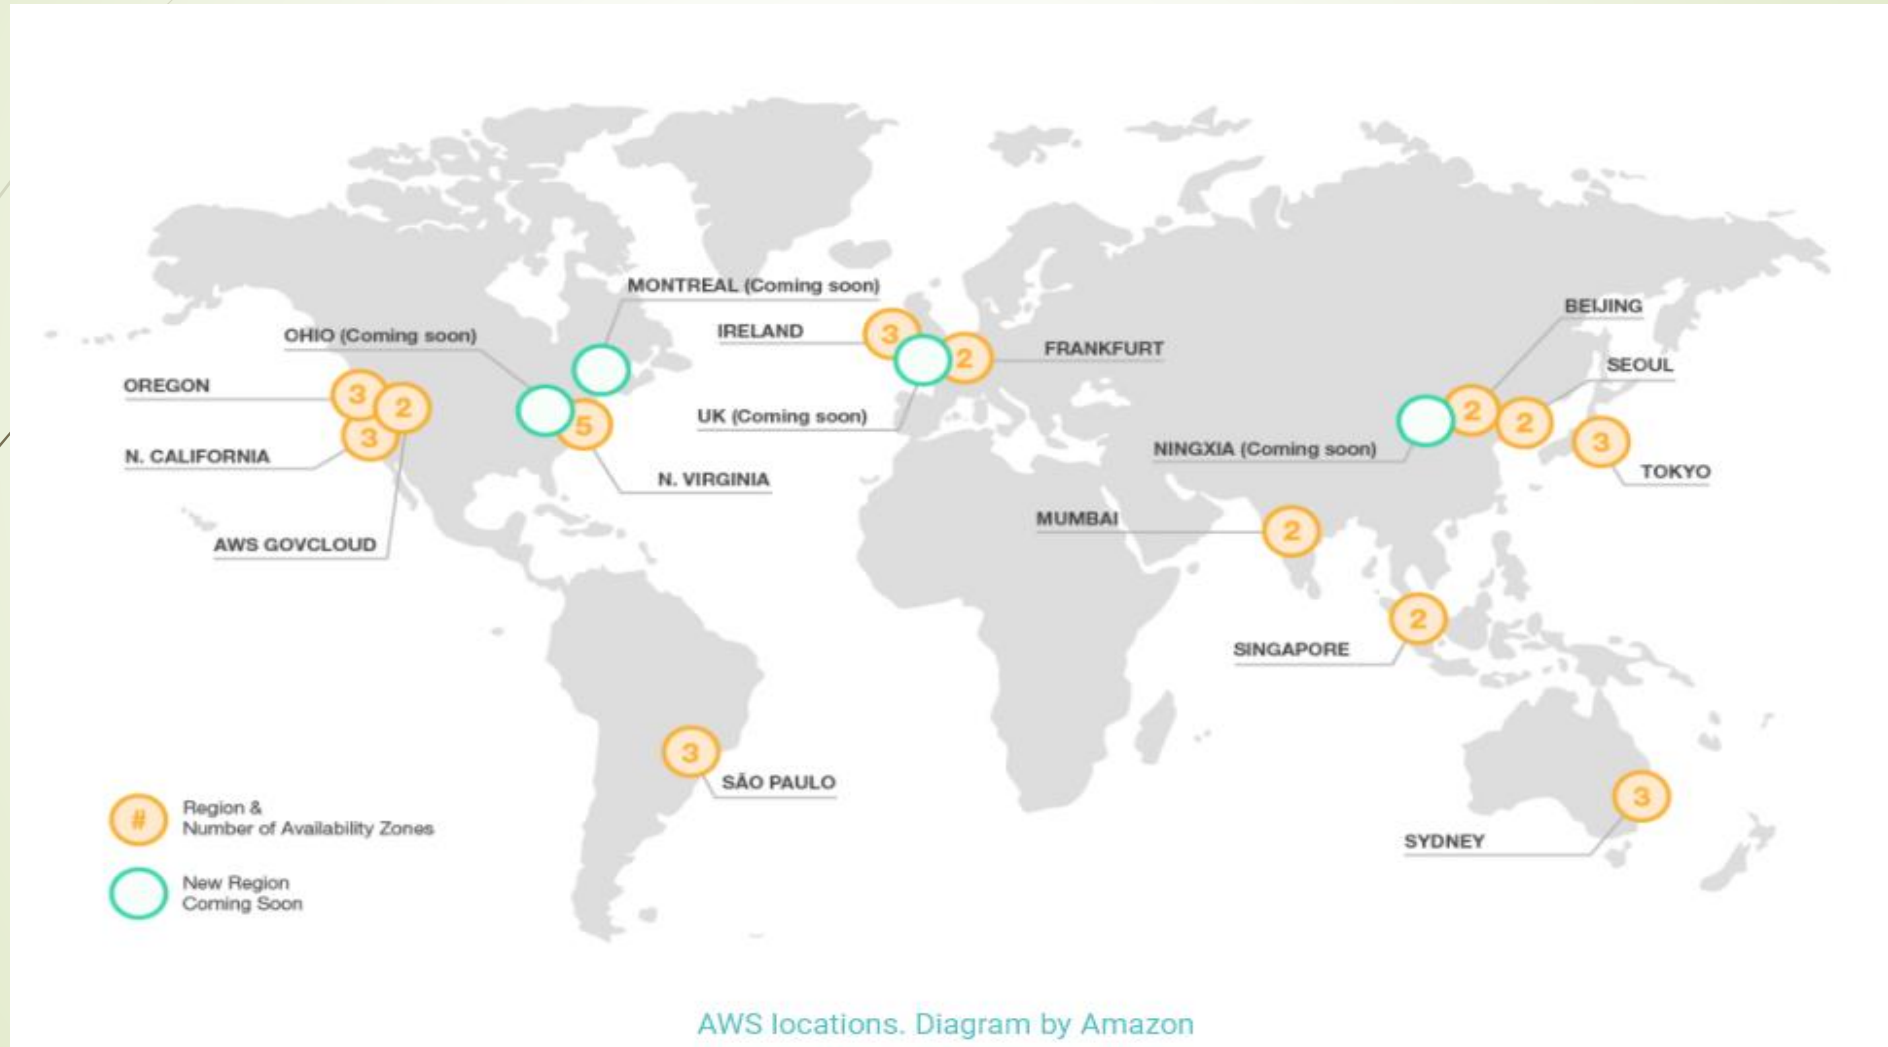 MONTREAL (Coming soon)
BEIJING
IRELAND
3
OHIO (Coming soon)
2
FRANKFURT
SEOUL
OREGON
3
2
UK (Coming soon)
5
2
2
3
N. CALIFORNIA
3
NINGXIA (Coming soon)
TOKYO
N. VIRGINIA
MUMBAI
2
AWS GOVCLOUD
2
SINGAPORE
3
SÃO PAULO
3
SYDNEY
#
Region &
Number of Availability Zones
New Region
Coming Soon
AWS locations. Diagram by Amazon